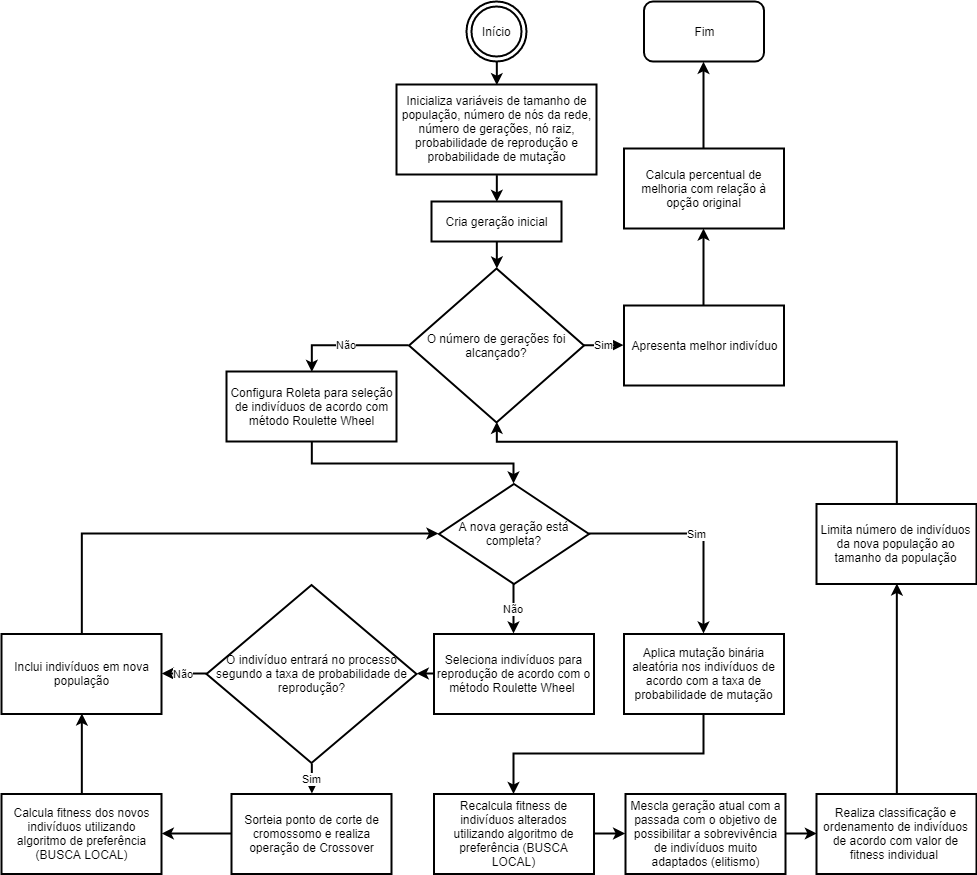 Início
Fim
Inicializa variáveis de tamanho de
população, número de nós da rede,
número de gerações, nó raiz,
probabilidade de reprodução e
probabilidade de mutação
Calcula percentual de
melhoria com relação à
opção original
Cria geração inicial
O número de gerações foi
alcançado?
Não
Sim
Apresenta melhor indivíduo
Configura Roleta para seleção
de indivíduos de acordo com
método Roulette Wheel
A nova geração está
completa?
Sim
Não
Limita número de indivíduos
da nova população ao
tamanho da população
Inclui indivíduos em nova
população
Não
O indivíduo entrará no processo
segundo a taxa de probabilidade de
reprodução?
Seleciona indivíduos para
reprodução de acordo com o
método Roulette Wheel
Aplica mutação binária
aleatória nos indivíduos de
acordo com a taxa de
probabilidade de mutação
Sim
Calcula fitness dos novos
indivíduos utilizando
algoritmo de preferência
(BUSCA LOCAL)
Sorteia ponto de corte de
cromossomo e realiza
operação de Crossover
Recalcula fitness de
indivíduos alterados
utilizando algoritmo de
preferência (BUSCA
LOCAL)
Mescla geração atual com a
passada com o objetivo de
possibilitar a sobrevivência
de indivíduos muito
adaptados (elitismo)
Realiza classificação e
ordenamento de indivíduos
de acordo com valor de
fitness individual